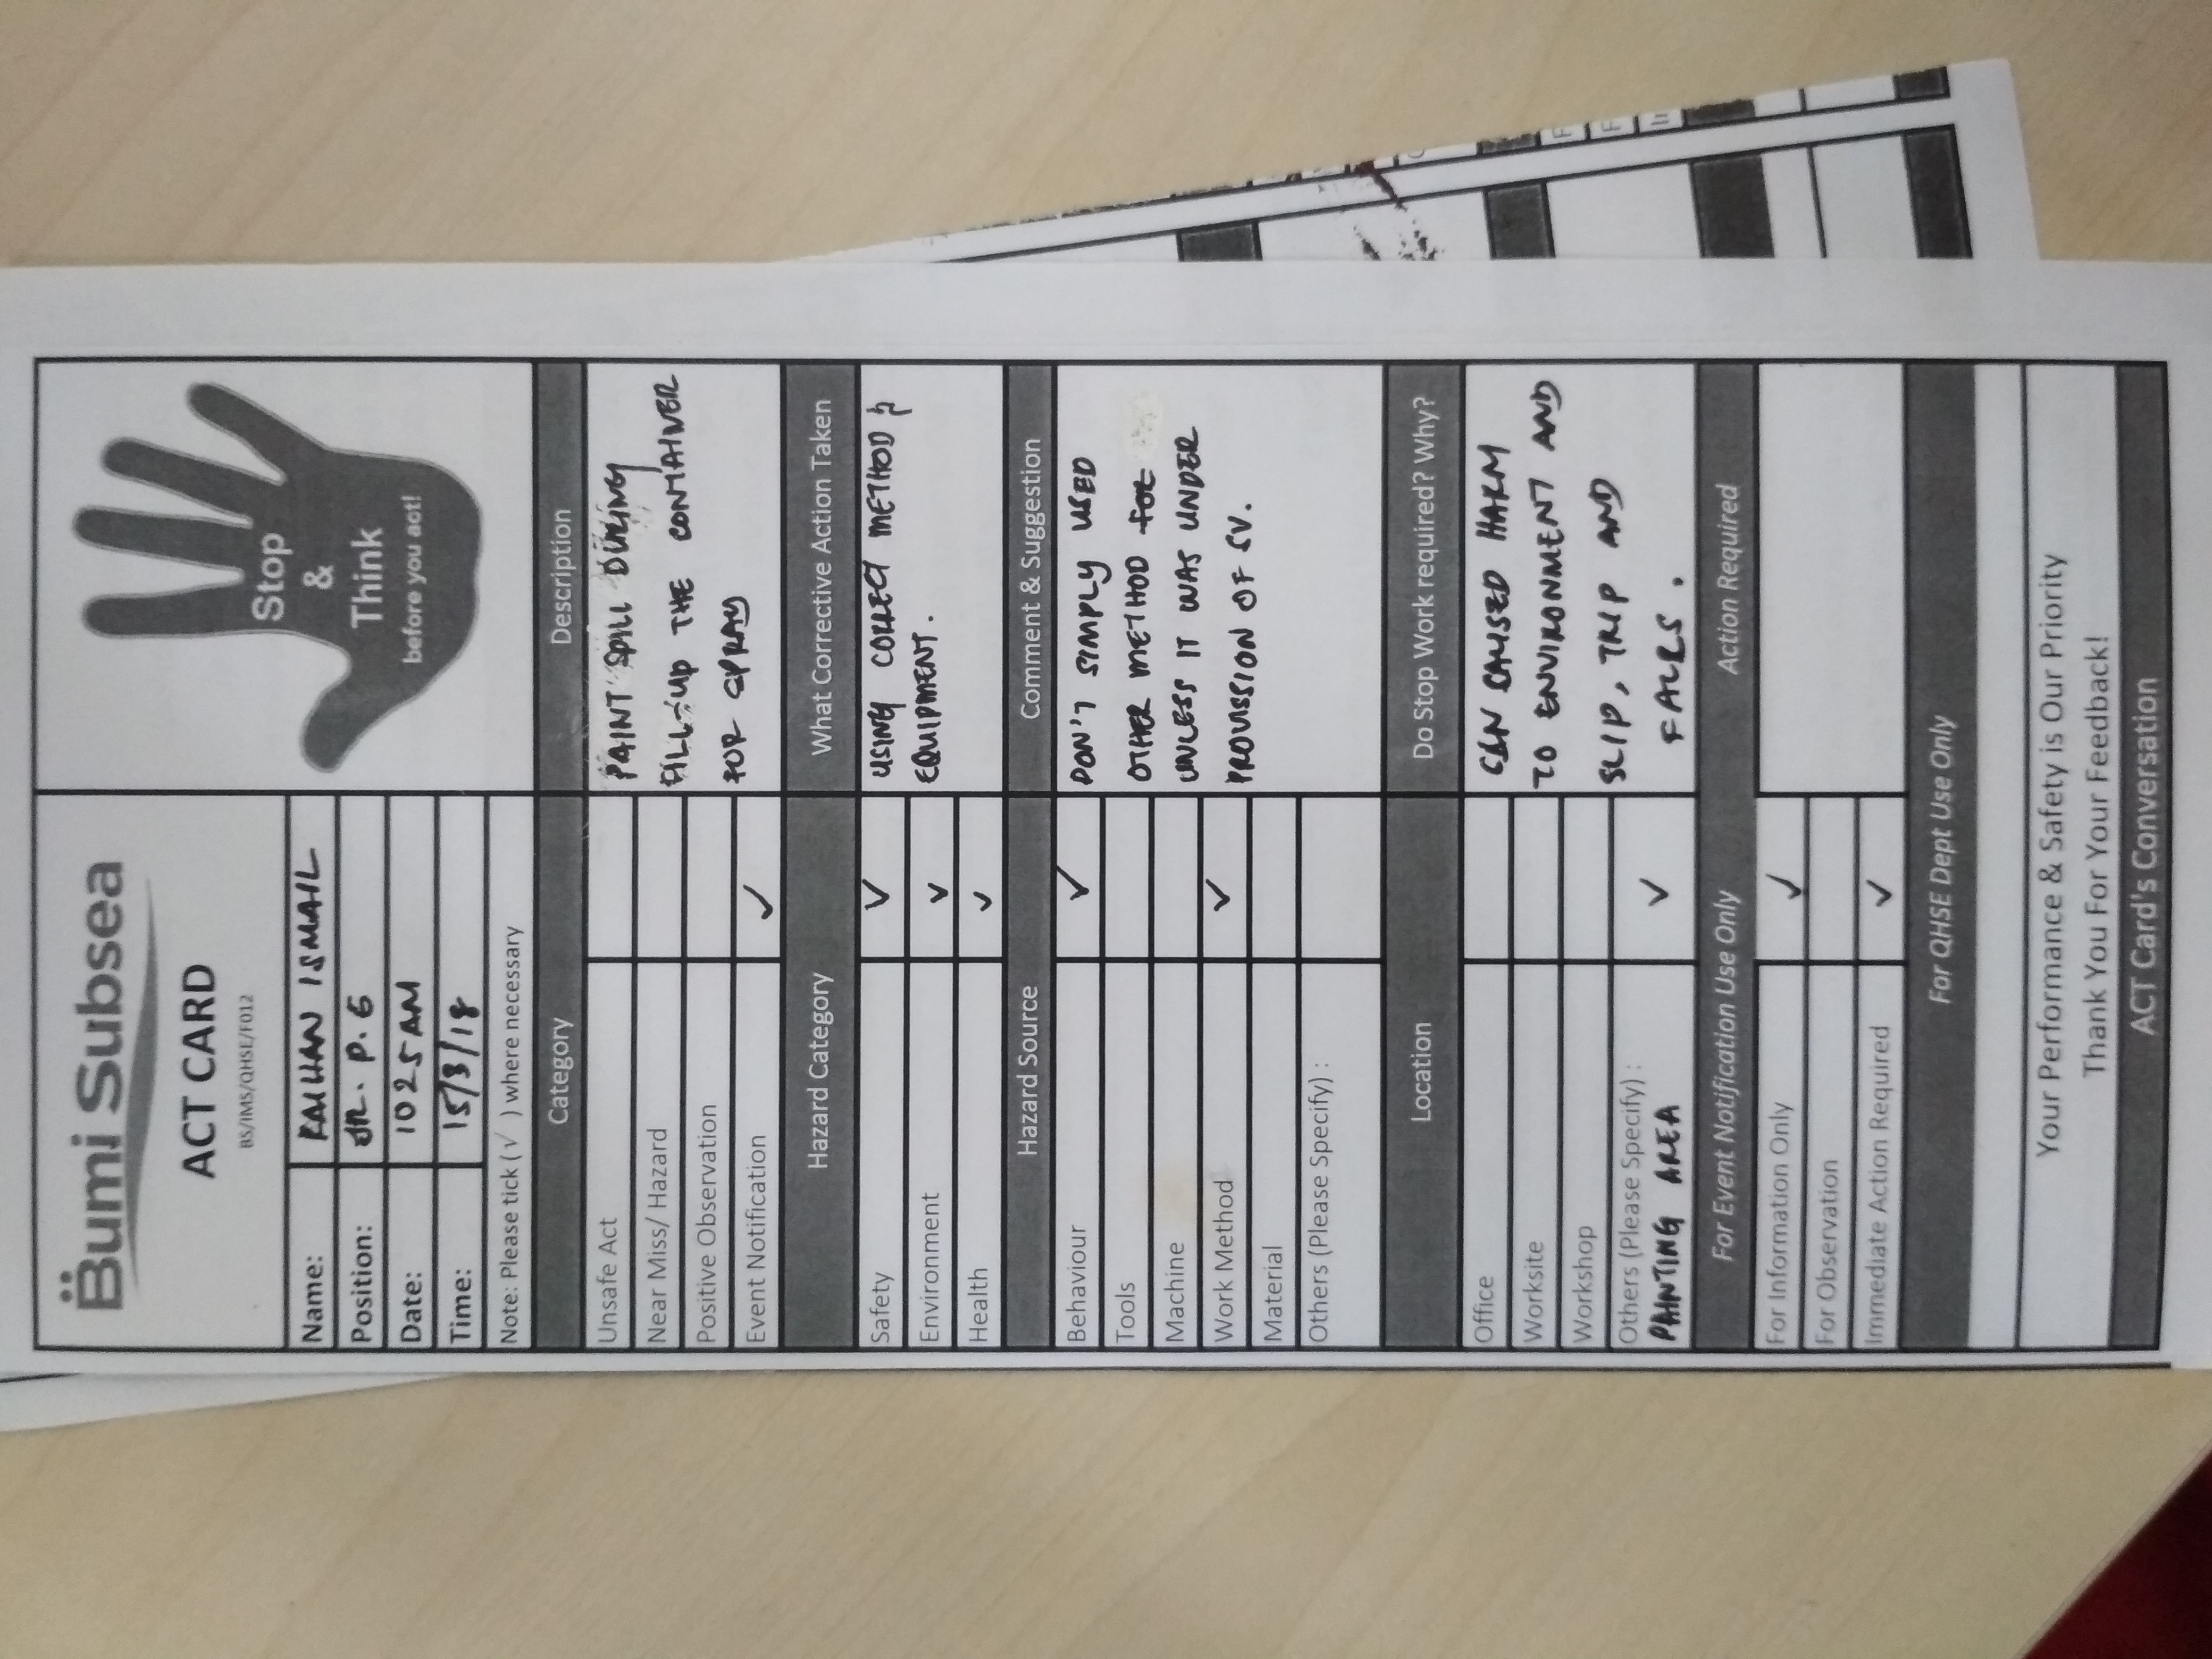 Bumi Subsea
ACT CARD
BS/IMS/QHSE/F012
Stop
&
Think
before you act!
Name: RAIHAN ISMAIL
Position: JR. P. E
Date: 1025 AM
Time: 15/3/18
Note: Please tick (√ ) where necessary
Category
Description
Unsafe Act
Near Miss/ Hazard
Positive Observation
Event Notification ✓
PAINT SPILL DURING
FILL-UP THE CONTAINER
FOR SPRAY
Hazard Category
What Corrective Action Taken
Safety ✓
Environment ✓
Health ✓
USING CORRECT METHOD &
EQUIPMENT.
Hazard Source
Comment & Suggestion
Behaviour ✓
Tools
Machine
Work Method ✓
Material
Others (Please Specify) :
DON'T SIMPLY USED
OTHER METHOD for
UNLESS IT WAS UNDER
PROVISSION OF SV.
Location
Do Stop Work required? Why?
Office
Worksite
Workshop
Others (Please Specify) : ✓
PAINTING AREA
CAN CAUSED HARM
TO ENVIRONMENT AND
SLIP, TRIP AND
FALLS.
For Event Notification Use Only
Action Required
For Information Only ✓
For Observation
Immediate Action Required ✓
For QHSE Dept Use Only
Your Performance & Safety is Our Priority
Thank You For Your Feedback!
ACT Card's Conversation